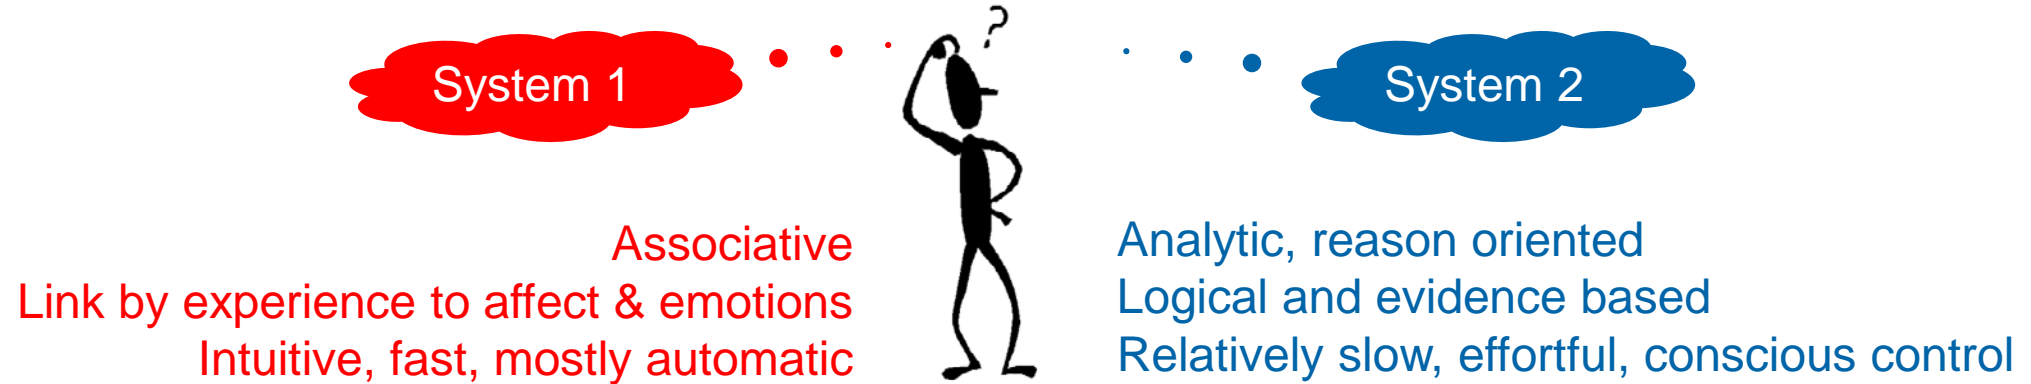 System 1
?
System 2
Associative
Link by experience to affect & emotions
Intuitive, fast, mostly automatic
Analytic, reason oriented
Logical and evidence based
Relatively slow, effortful, conscious control